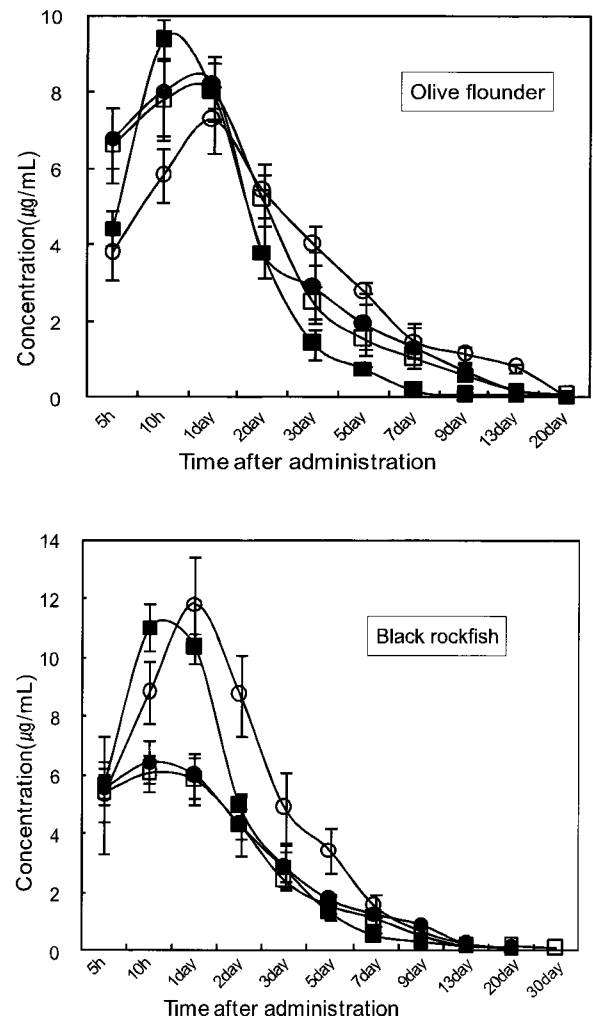 10
8
6
4
2
0
Concentration(μg/mL)
Olive flounder
5h 10h 1day 2day 3day 5day 7day 9day 13day 20day
Time after administration
14
12
10
8
6
4
2
0
Concentration(μg/mL)
Black rockfish
5h 10h 1day 2day 3day 5day 7day 9day 13day 20day 30day
Time after administration